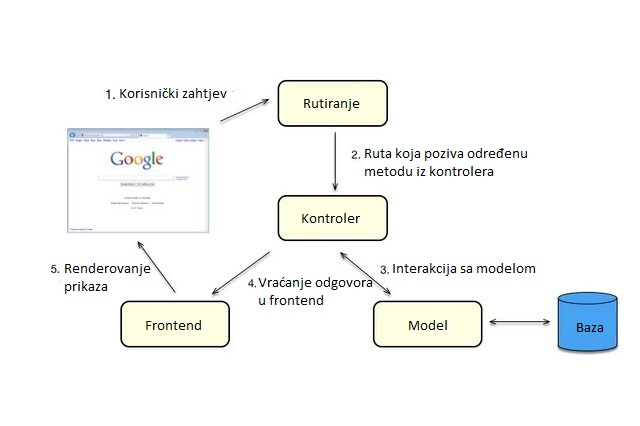 1. Korisnički zahtjev
Rutiranje
Google
2. Ruta koja poziva određenu
metodu iz kontrolera
Kontroler
5. Renderovanje
prikaza
4. Vraćanje odgovora
u frontend
3. Interakcija sa modelom
Frontend
Model
Baza